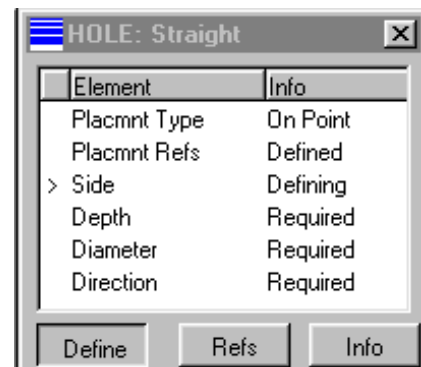 HOLE: Straight
Element Info
Placmnt Type On Point
Placmnt Refs Defined
> Side Defining
Depth Required
Diameter Required
Direction Required
Define Refs Info